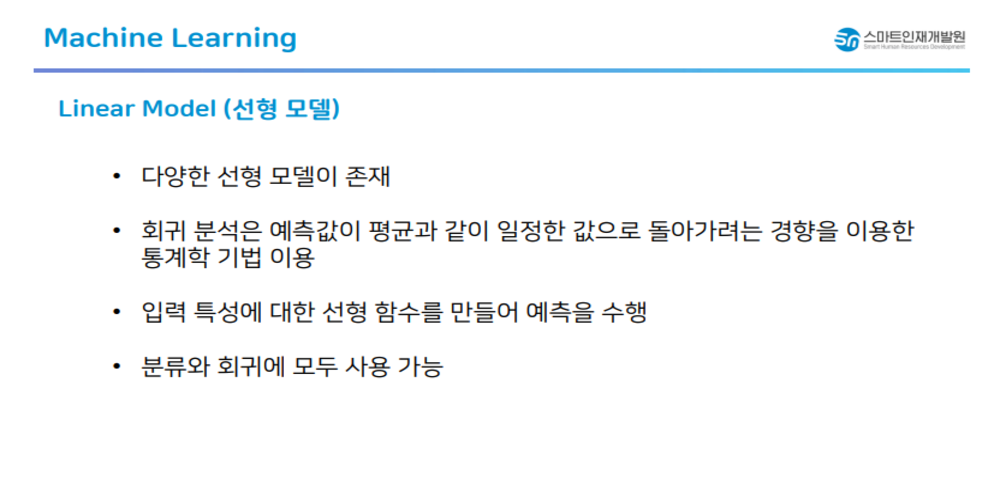 Machine Learning
스마트인재개발원
Smart Human Resources Development
Linear Model (선형 모델)
• 다양한 선형 모델이 존재
• 회귀 분석은 예측값이 평균과 같이 일정한 값으로 돌아가려는 경향을 이용한
통계학 기법 이용
• 입력 특성에 대한 선형 함수를 만들어 예측을 수행
• 분류와 회귀에 모두 사용 가능